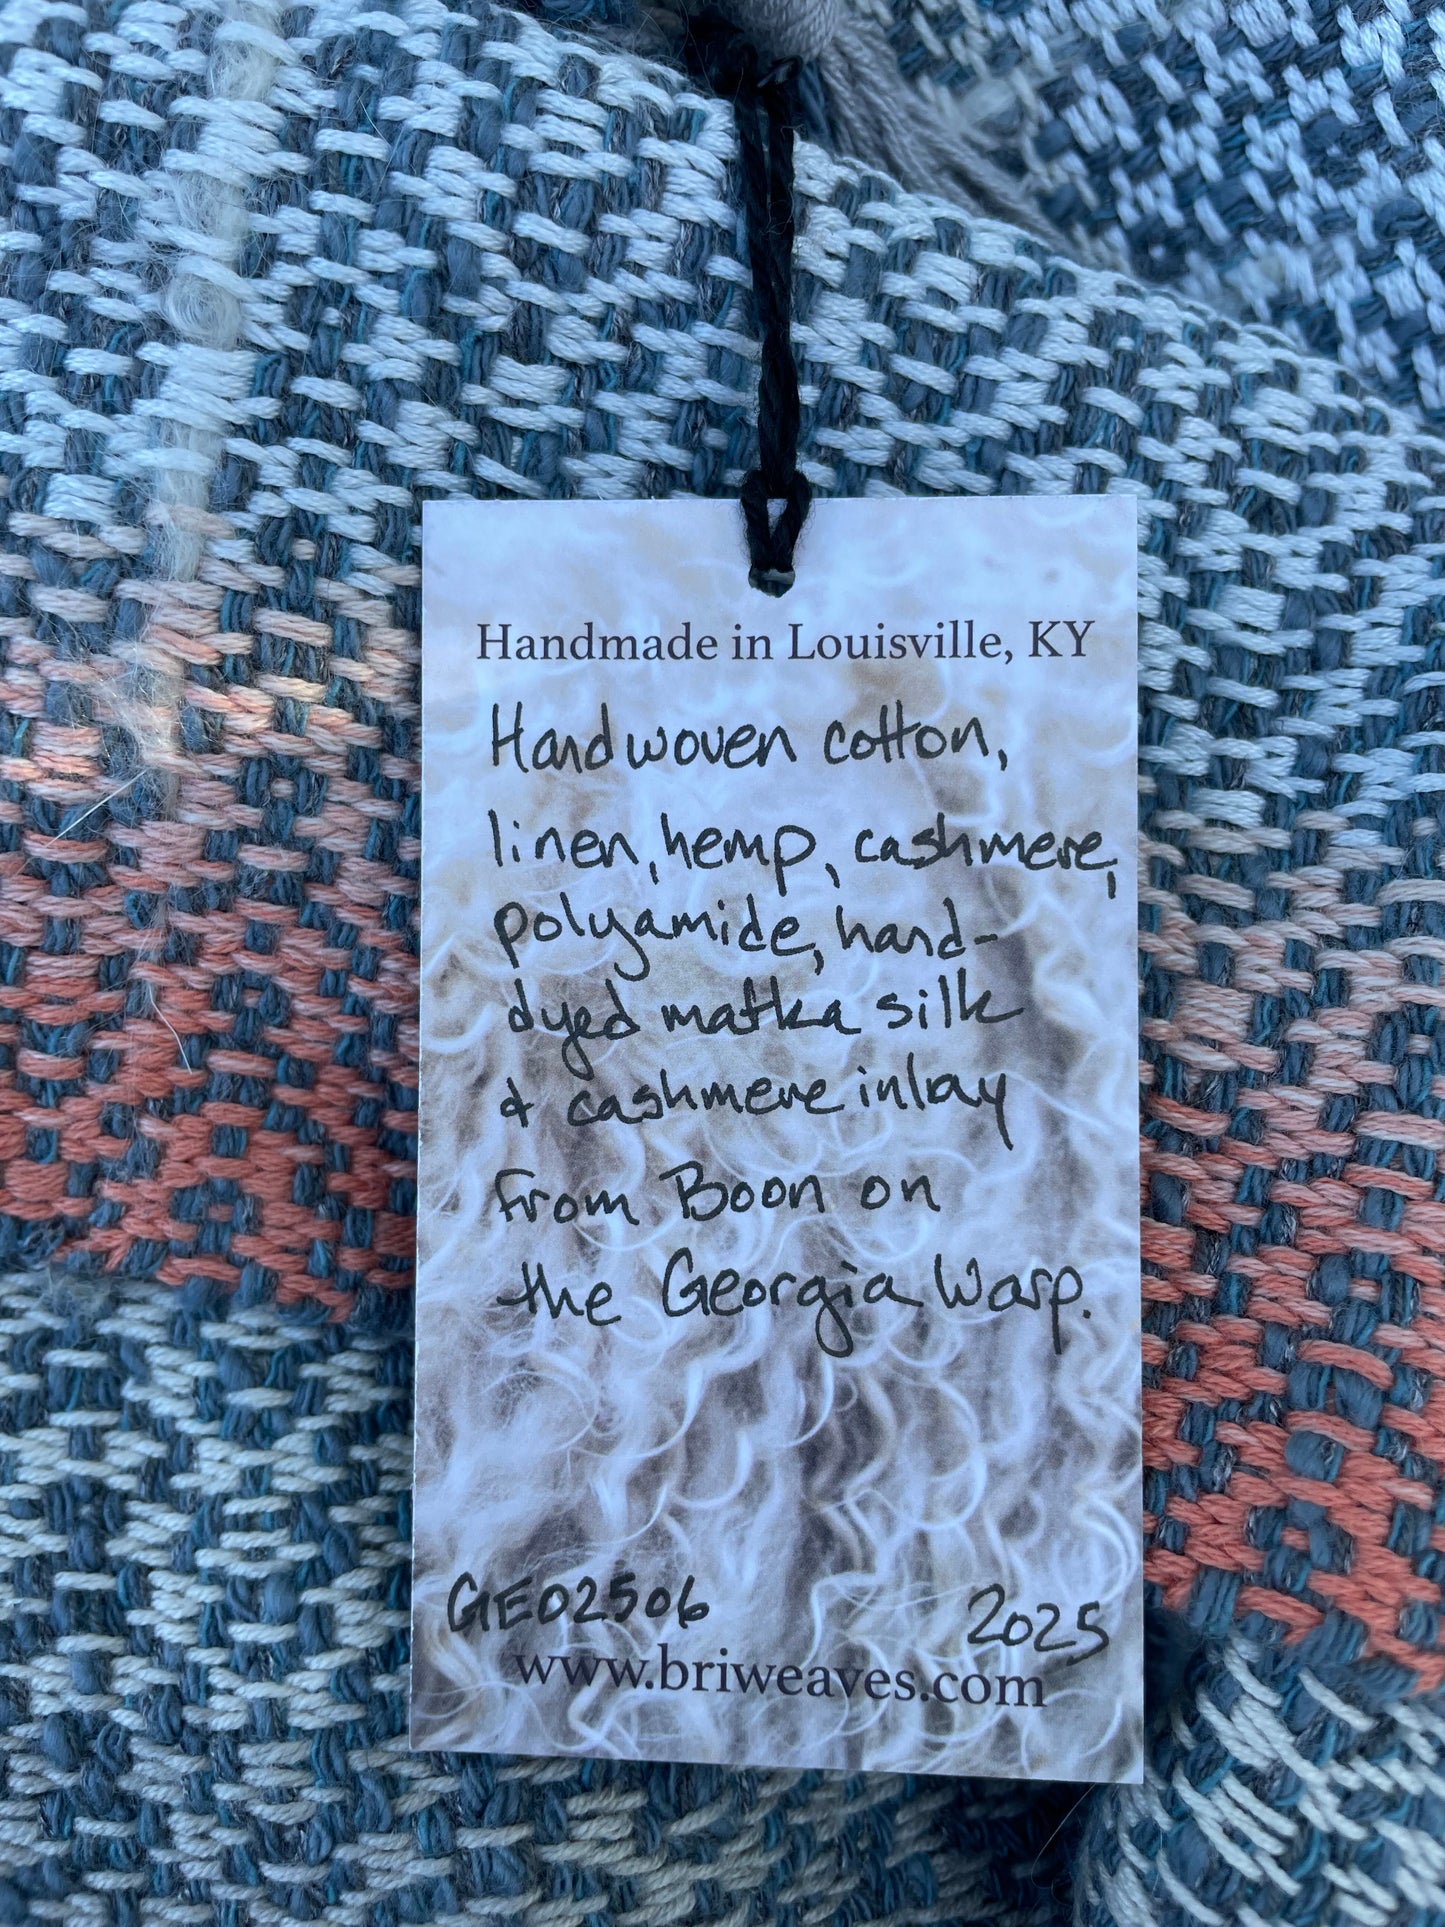 Handmade in Louisville, KY
Handwoven cotton,
linen, hemp, cashmere,
polyamide, hand-
dyed matka silk
& cashmere inlay
from Boon on
the Georgia Warp.
GEO2506 2025
www.briweaves.com